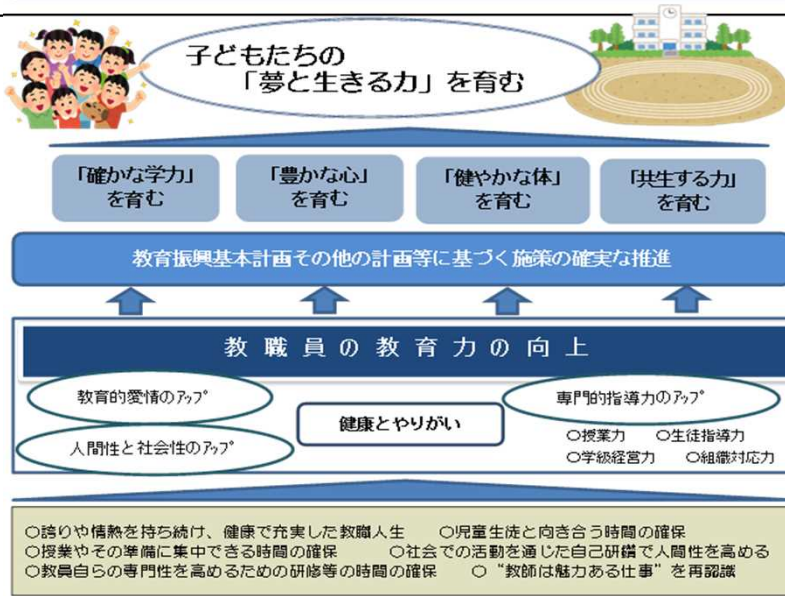 子どもたちの
「夢と生きる力」を育む
「確かな学力」
を育む
「豊かな心」
を育む
「健やかな体」
を育む
「共生する力」
を育む
教育振興基本計画その他の計画等に基づく施策の確実な推進
教職員の教育力の向上
教育的愛情のアップ
人間性と社会性のアップ
健康とやりがい
専門的指導力のアップ
○授業力 ○生徒指導力
○学級経営力 ○組織対応力
○誇りや情熱を持ち続け、健康で充実した教職人生 ○児童生徒と向き合う時間の確保
○授業やその準備に集中できる時間の確保 ○社会での活動を通じた自己研鑽で人間性を高める
○教員自らの専門性を高めるための研修等の時間の確保 ○“教師は魅力ある仕事”を再認識